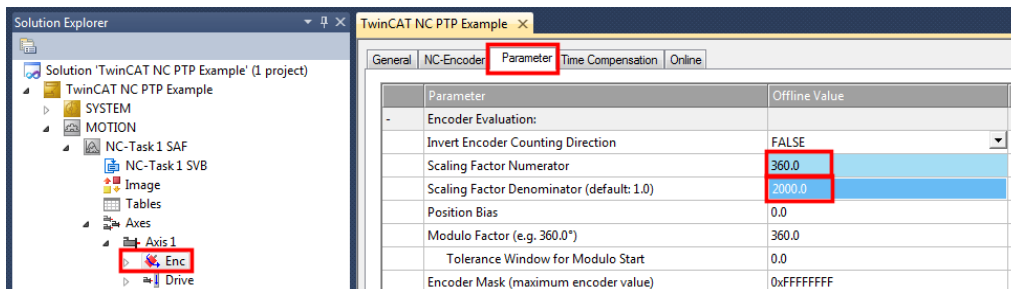 Solution Explorer
Solution 'TwinCAT NC PTP Example' (1 project)
TwinCAT NC PTP Example
SYSTEM
MOTION
NC-Task 1 SAF
NC-Task 1 SVB
Image
Tables
Axes
Axis 1
Enc
Drive
TwinCAT NC PTP Example
General NC-Encoder Parameter Time Compensation Online
Parameter Offline Value
- Encoder Evaluation:
Invert Encoder Counting Direction FALSE
Scaling Factor Numerator 360.0
Scaling Factor Denominator (default: 1.0) 2000.0
Position Bias 0.0
Modulo Factor (e.g. 360.0°) 360.0
Tolerance Window for Modulo Start 0.0
Encoder Mask (maximum encoder value) 0xFFFFFFFF